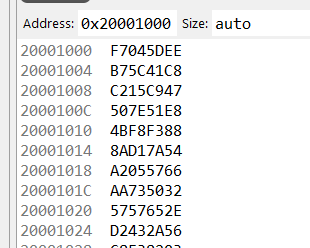 Address: 0x20001000 Size: auto
20001000 F7045DEE
20001004 B75C41C8
20001008 C215C947
2000100C 507E51E8
20001010 4BF8F388
20001014 8AD17A54
20001018 A2055766
2000101C AA735032
20001020 5757652E
20001024 D2432A56